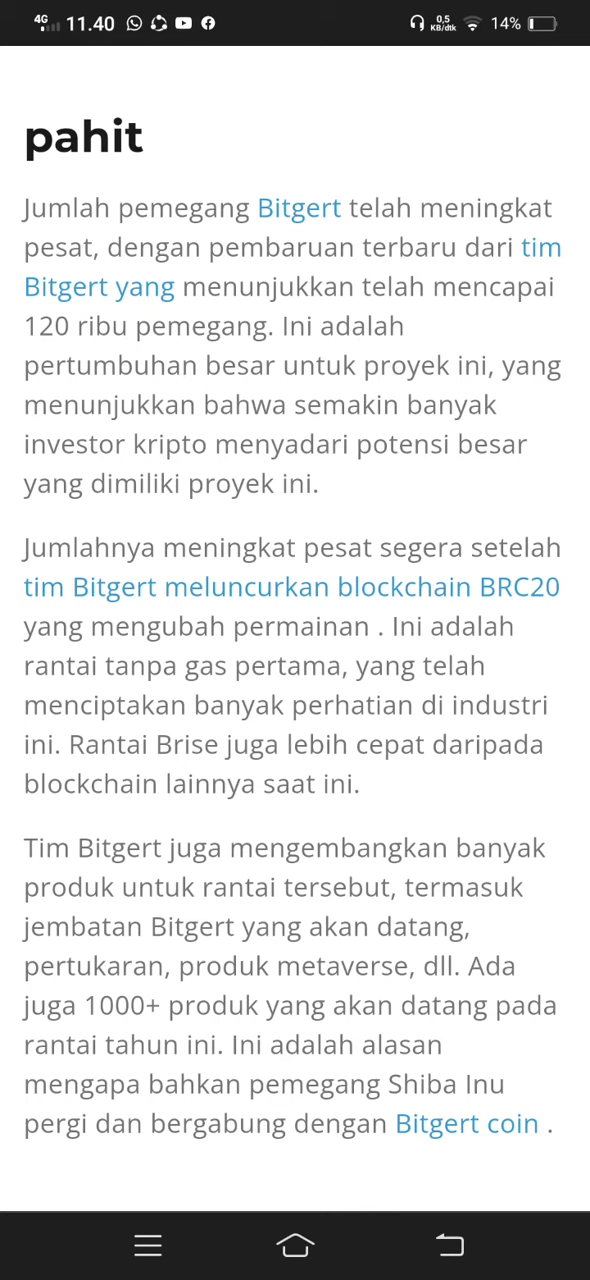 4G 11.40 0,5 KB/dtk 14%
pahit
Jumlah pemegang Bitgert telah meningkat
pesat, dengan pembaruan terbaru dari tim
Bitgert yang menunjukkan telah mencapai
120 ribu pemegang. Ini adalah
pertumbuhan besar untuk proyek ini, yang
menunjukkan bahwa semakin banyak
investor kripto menyadari potensi besar
yang dimiliki proyek ini.
Jumlahnya meningkat pesat segera setelah
tim Bitgert meluncurkan blockchain BRC20
yang mengubah permainan . Ini adalah
rantai tanpa gas pertama, yang telah
menciptakan banyak perhatian di industri
ini. Rantai Brise juga lebih cepat daripada
blockchain lainnya saat ini.
Tim Bitgert juga mengembangkan banyak
produk untuk rantai tersebut, termasuk
jembatan Bitgert yang akan datang,
pertukaran, produk metaverse, dll. Ada
juga 1000+ produk yang akan datang pada
rantai tahun ini. Ini adalah alasan
mengapa bahkan pemegang Shiba Inu
pergi dan bergabung dengan Bitgert coin .